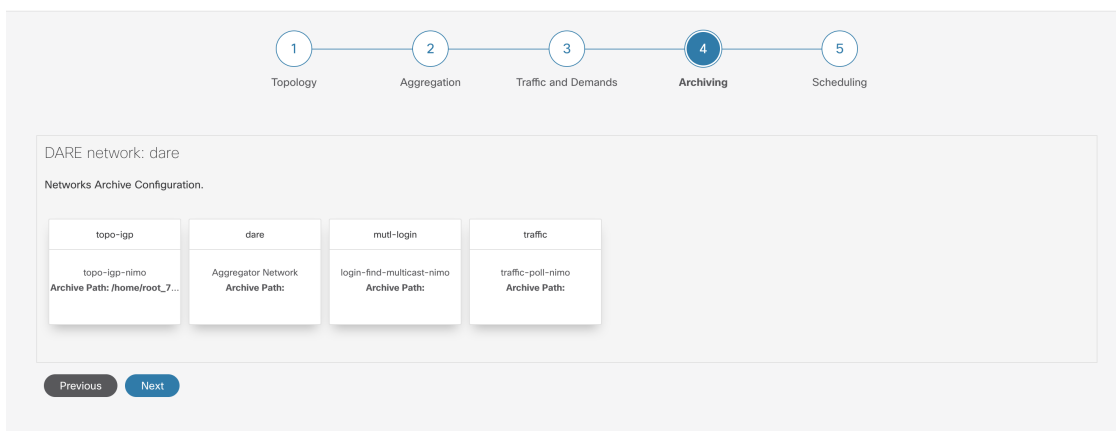 1 2 3 4 5
Topology Aggregation Traffic and Demands Archiving Scheduling
DARE network: dare
Networks Archive Configuration.
topo-igp dare mutl-login traffic
topo-igp-nimo Aggregator Network login-find-multicast-nimo traffic-poll-nimo
Archive Path: /home/root_7... Archive Path: Archive Path: Archive Path:
Previous Next